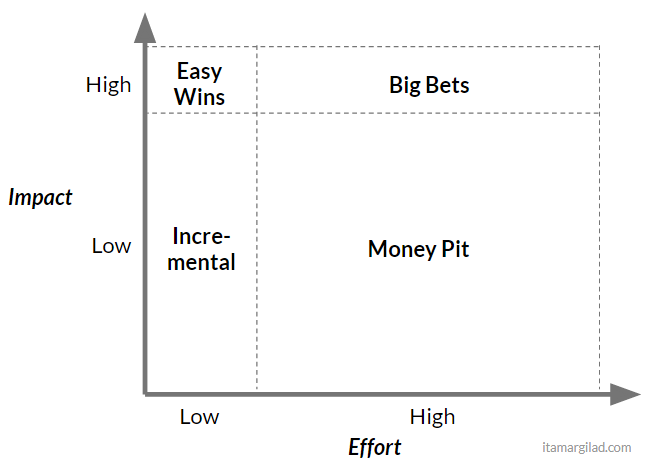 Easy
Wins
Big Bets
High
Impact
Low
Incre-
mental
Money Pit
Low
High
Effort
itamargilad.com